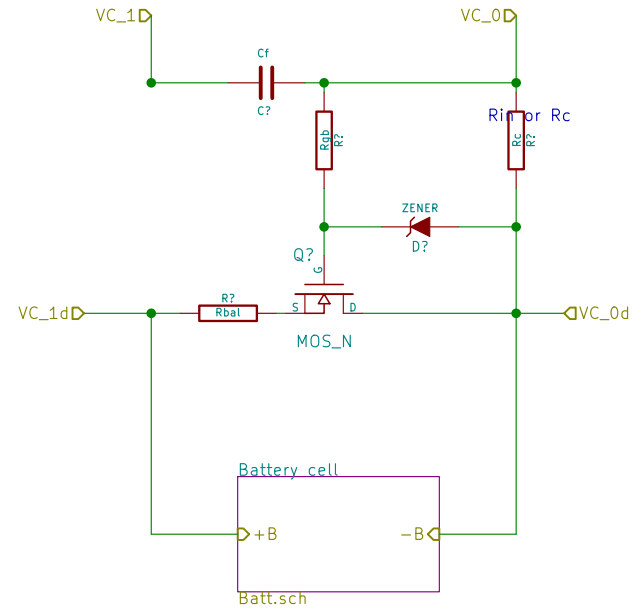 VC_1
VC_0
Cf
C?
Rgb
R?
Rin or Rc
Rc
R?
ZENER
D?
Q?
G
S
D
MOS_N
R?
Rbal
VC_1d
VC_0d
Battery cell
+B
-B
Batt.sch